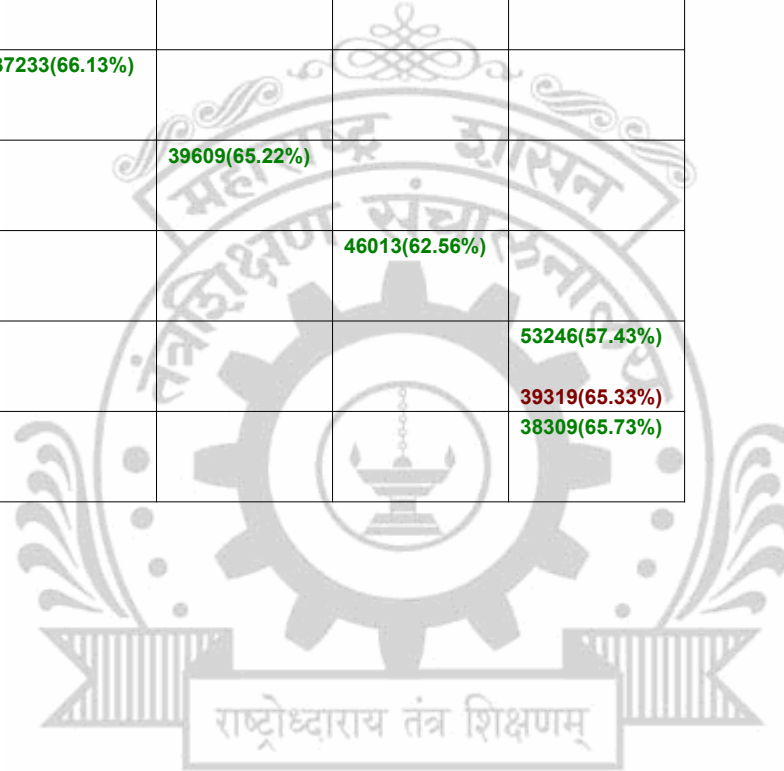 37233(66.13%)
39609(65.22%)
46013(62.56%)
53246(57.43%)
39319(65.33%)
38309(65.73%)
महाराष्ट्र शासन
तंत्रशिक्षण संचालनालय
राष्ट्रोध्दाराय तंत्र शिक्षणम्